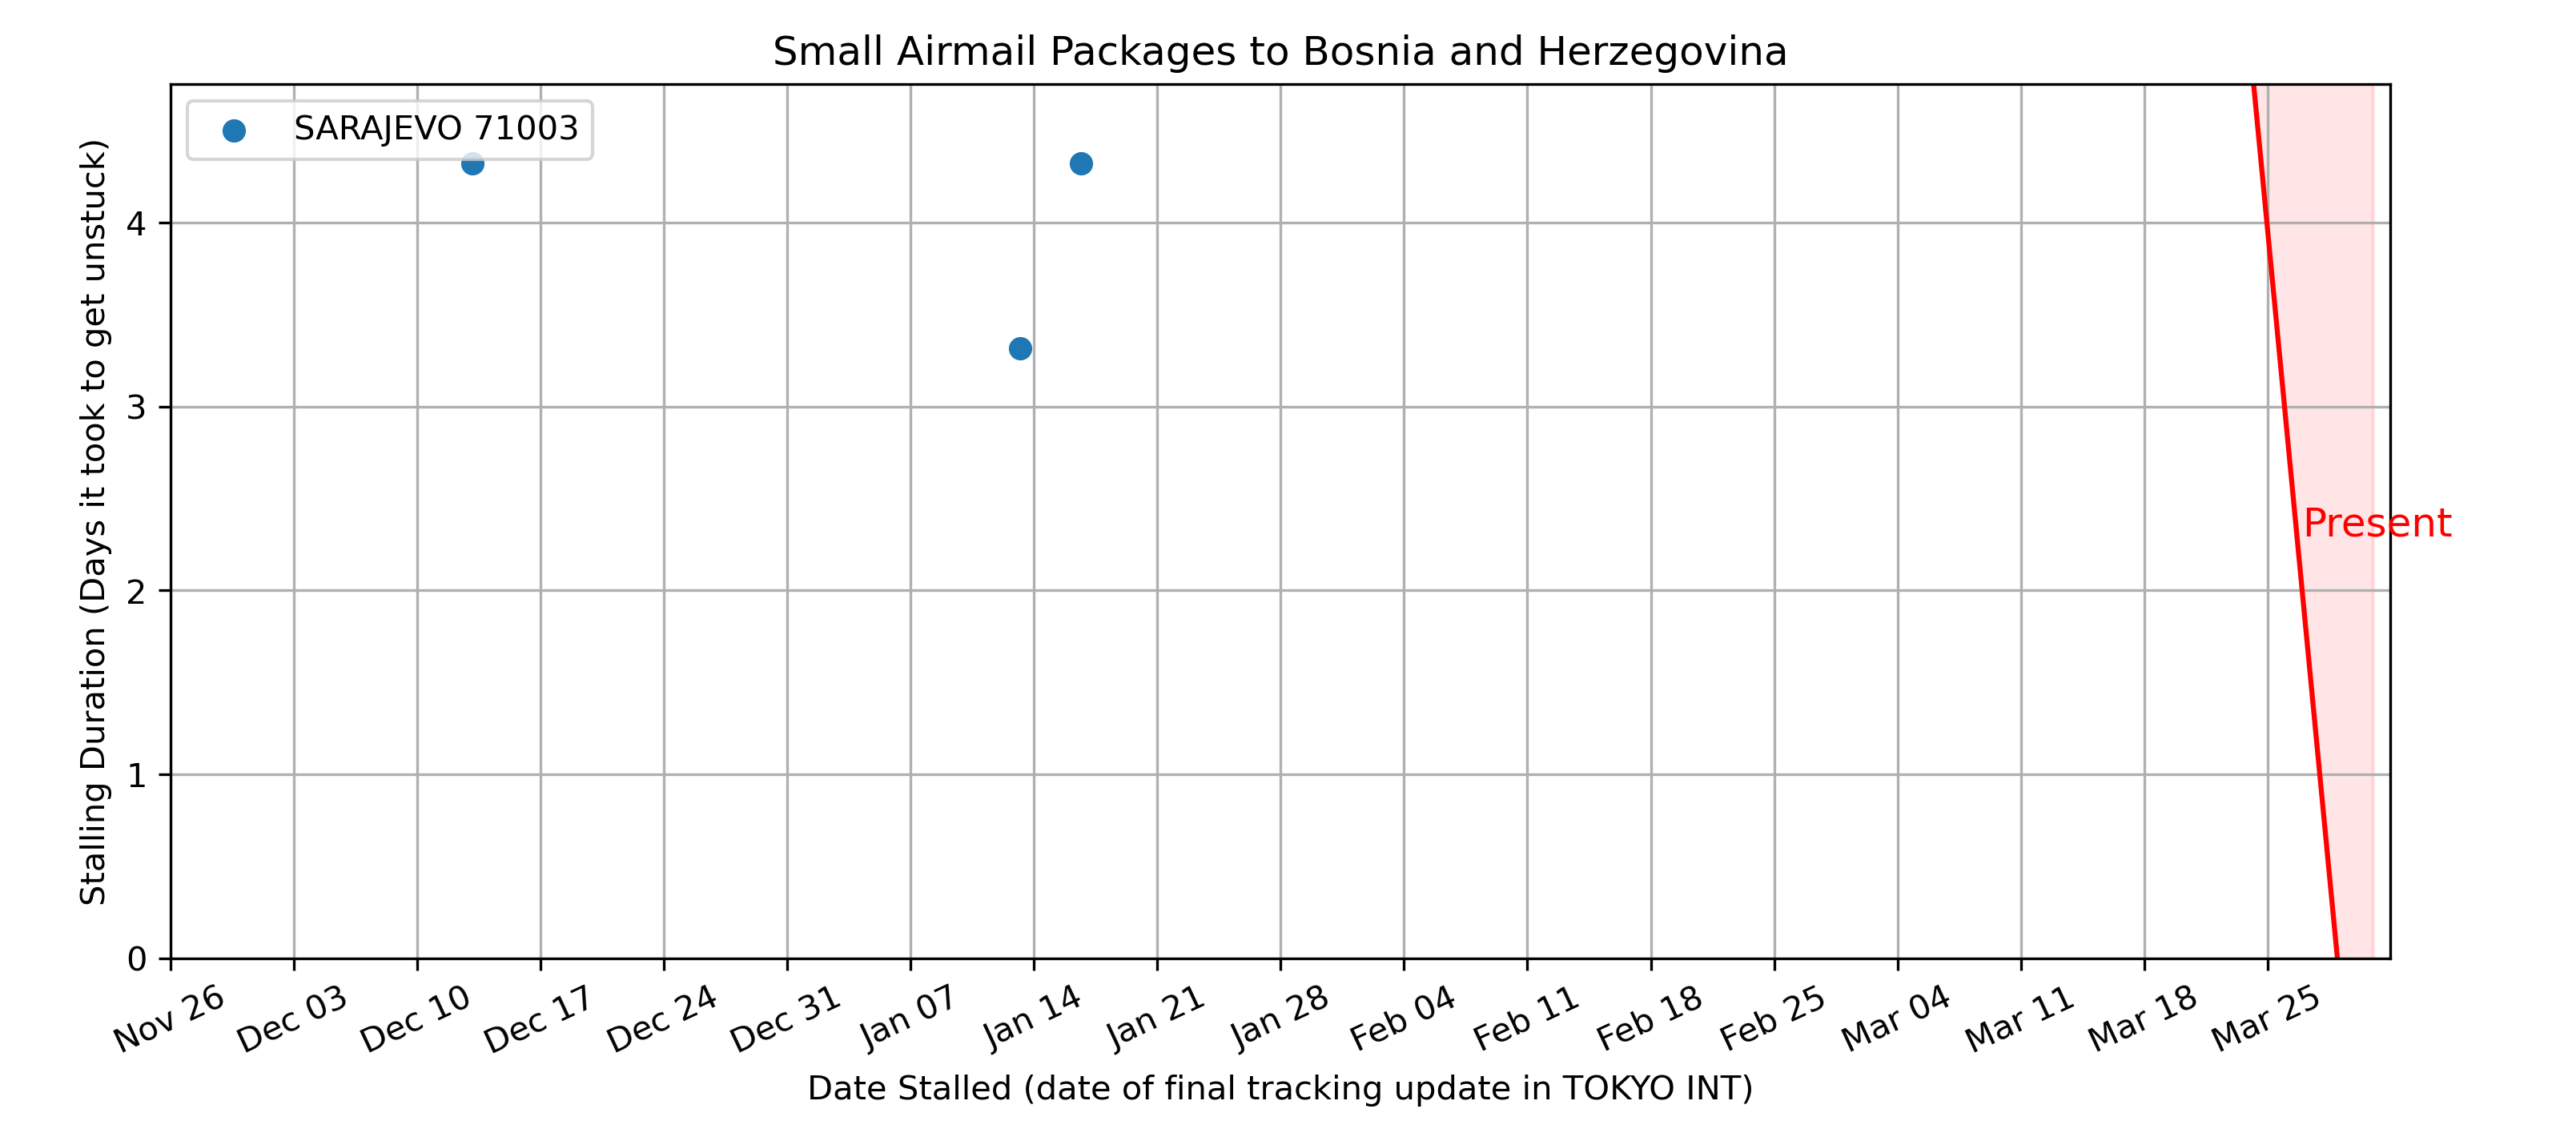 Small Airmail Packages to Bosnia and Herzegovina
SARAJEVO 71003
Stalling Duration (Days it took to get unstuck)
4
3
2
1
0
Present
Nov 26 Dec 03 Dec 10 Dec 17 Dec 24 Dec 31 Jan 07 Jan 14 Jan 21 Jan 28 Feb 04 Feb 11 Feb 18 Feb 25 Mar 04 Mar 11 Mar 18 Mar 25
Date Stalled (date of final tracking update in TOKYO INT)